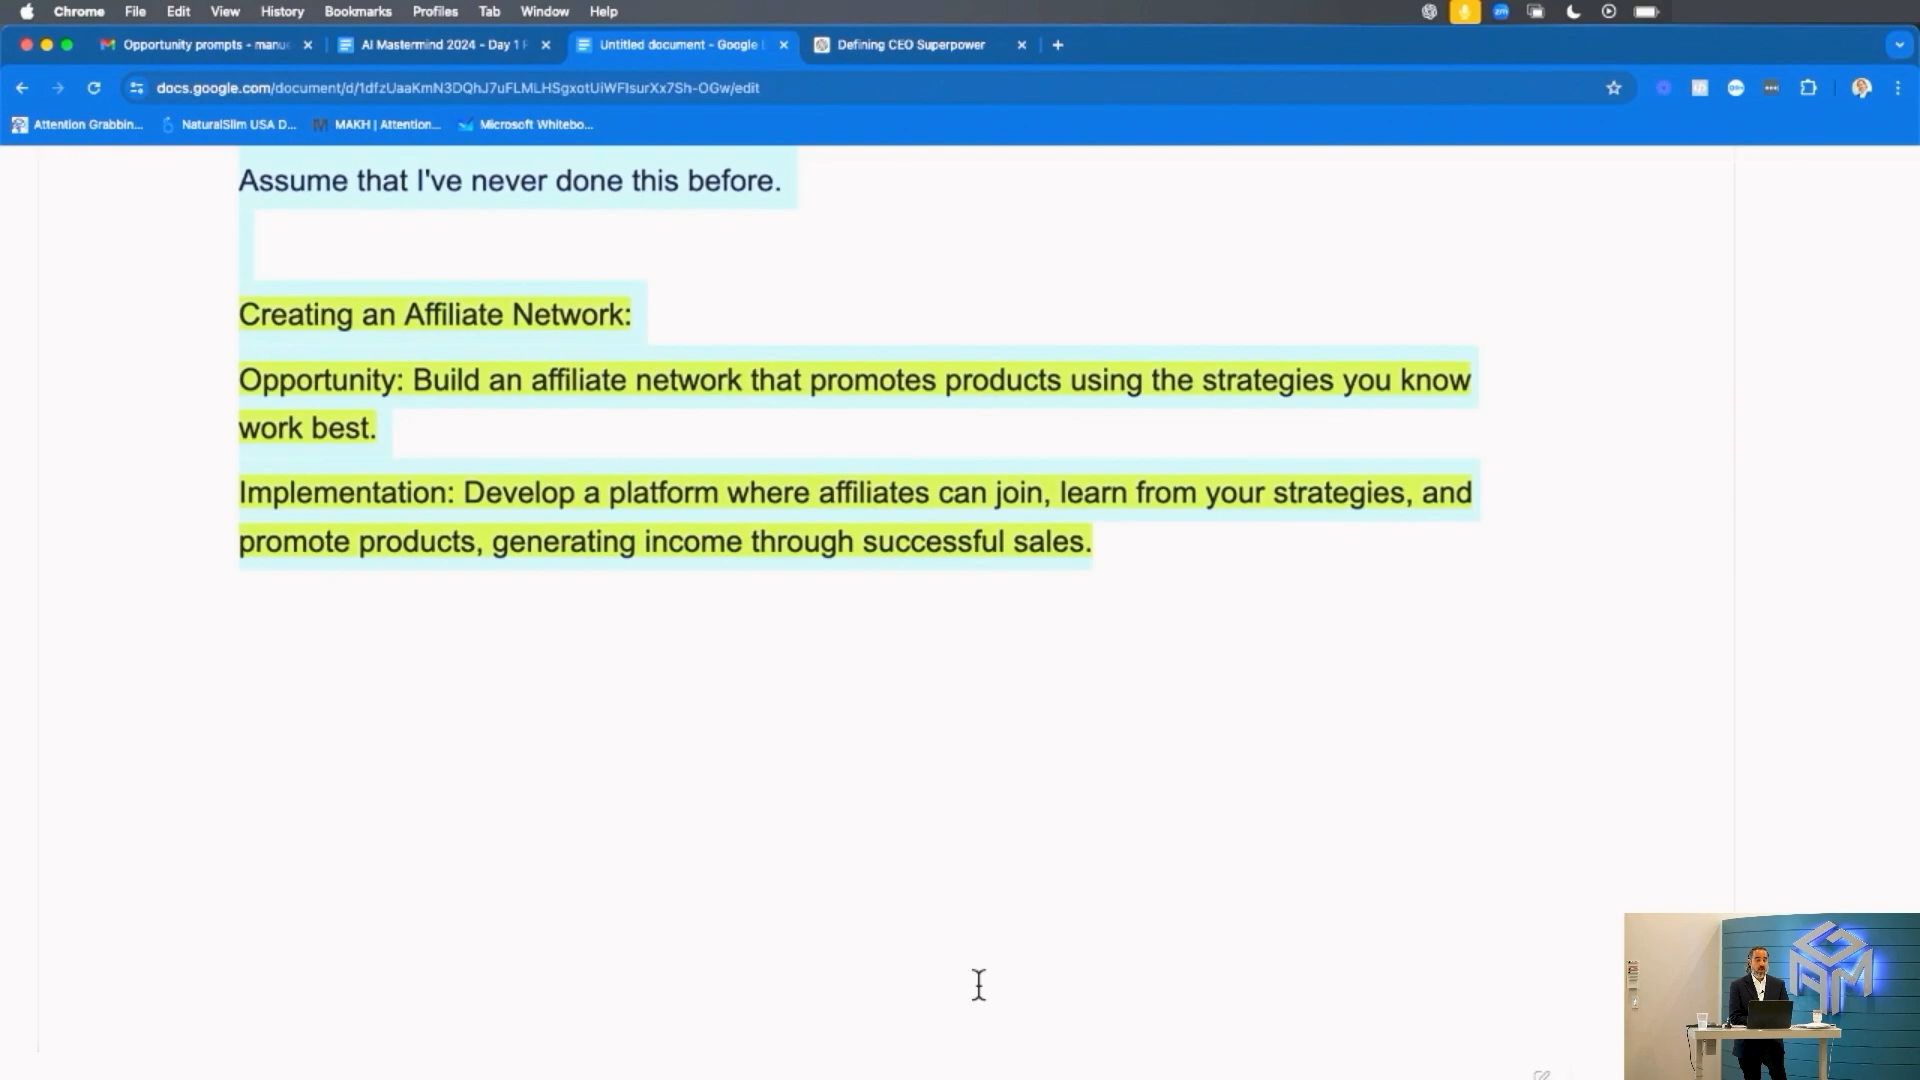 Chrome File Edit View History Bookmarks Profiles Tab Window Help
zm
Opportunity prompts - manu
AI Mastermind 2024 - Day 1
Untitled document - Google
Defining CEO Superpower
docs.google.com/document/d/1dfzUaaKmN3DQhJ7uFLMLHSgxotUiWFIsurXx7Sh-OGw/edit
Attention Grabbin...
NaturalSlim USA D...
MAKH | Attention...
Microsoft Whitebo...
Assume that I've never done this before.
Creating an Affiliate Network:
Opportunity: Build an affiliate network that promotes products using the strategies you know
work best.
Implementation: Develop a platform where affiliates can join, learn from your strategies, and
promote products, generating income through successful sales.
GAM